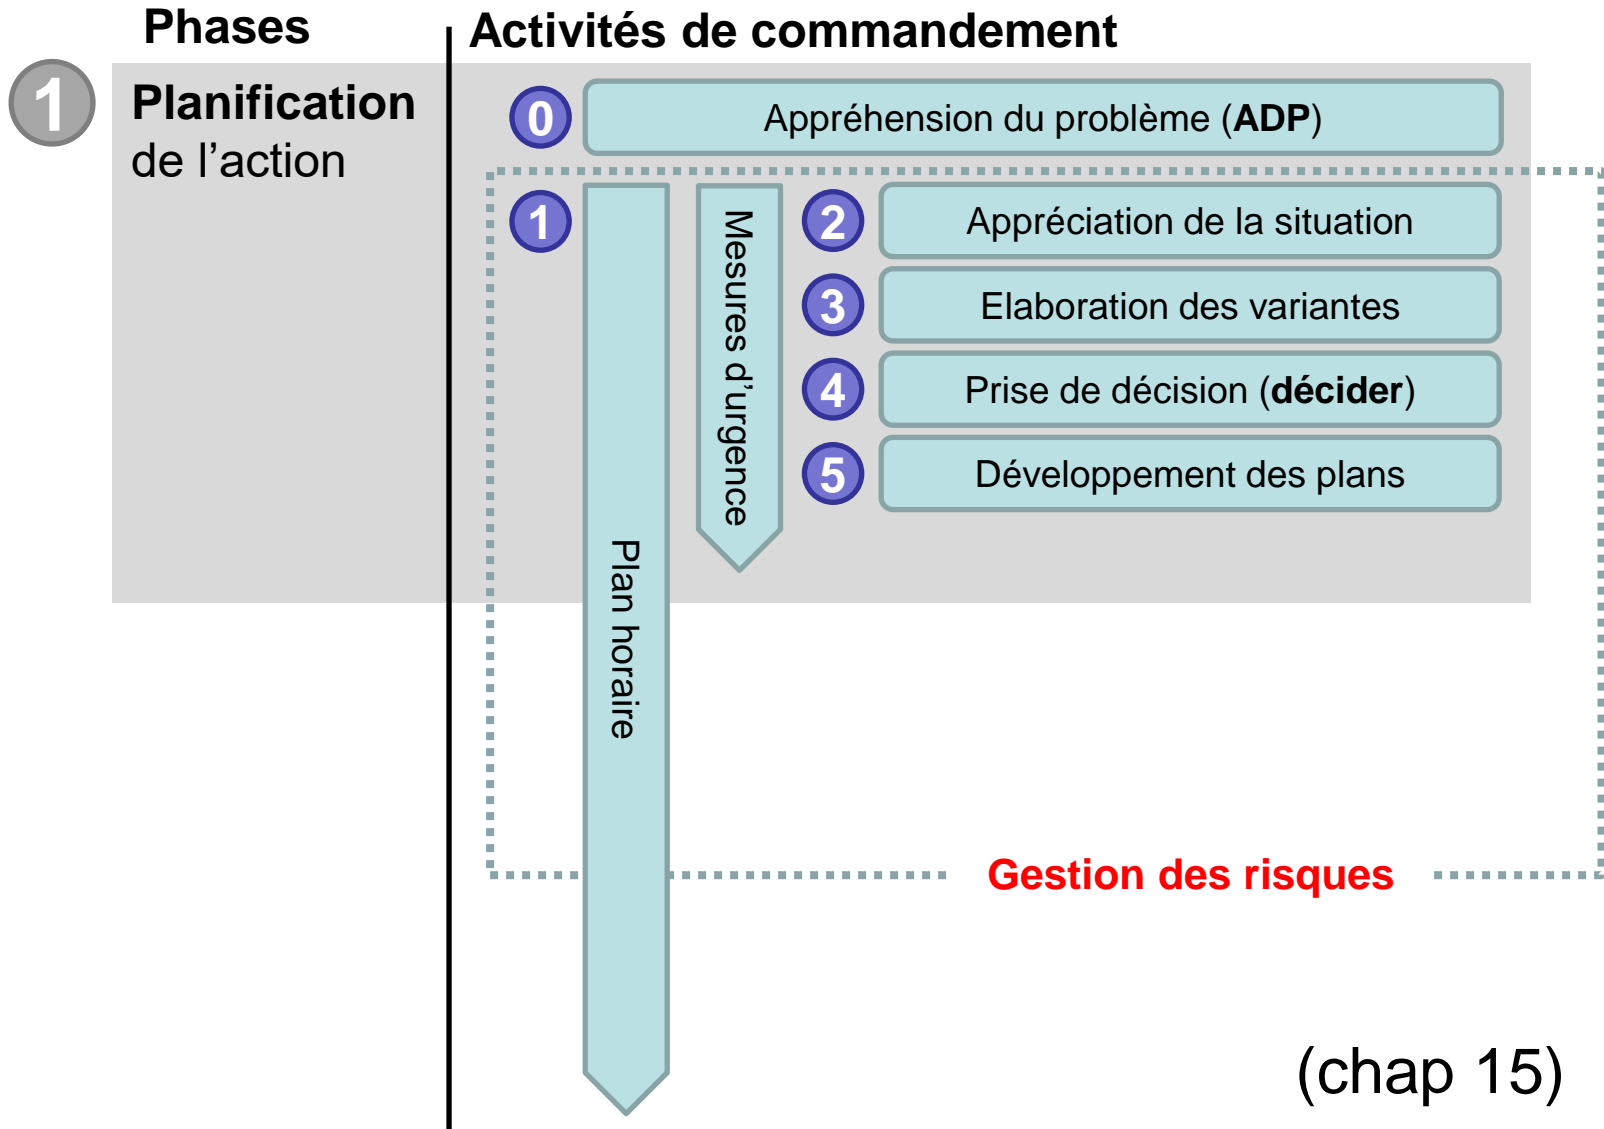 Phases
Activités de commandement
1
Planification
de l'action
0
Appréhension du problème (ADP)
1
Plan horaire
Mesures d'urgence
2
Appréciation de la situation
3
Elaboration des variantes
4
Prise de décision (décider)
5
Développement des plans
Gestion des risques
(chap 15)